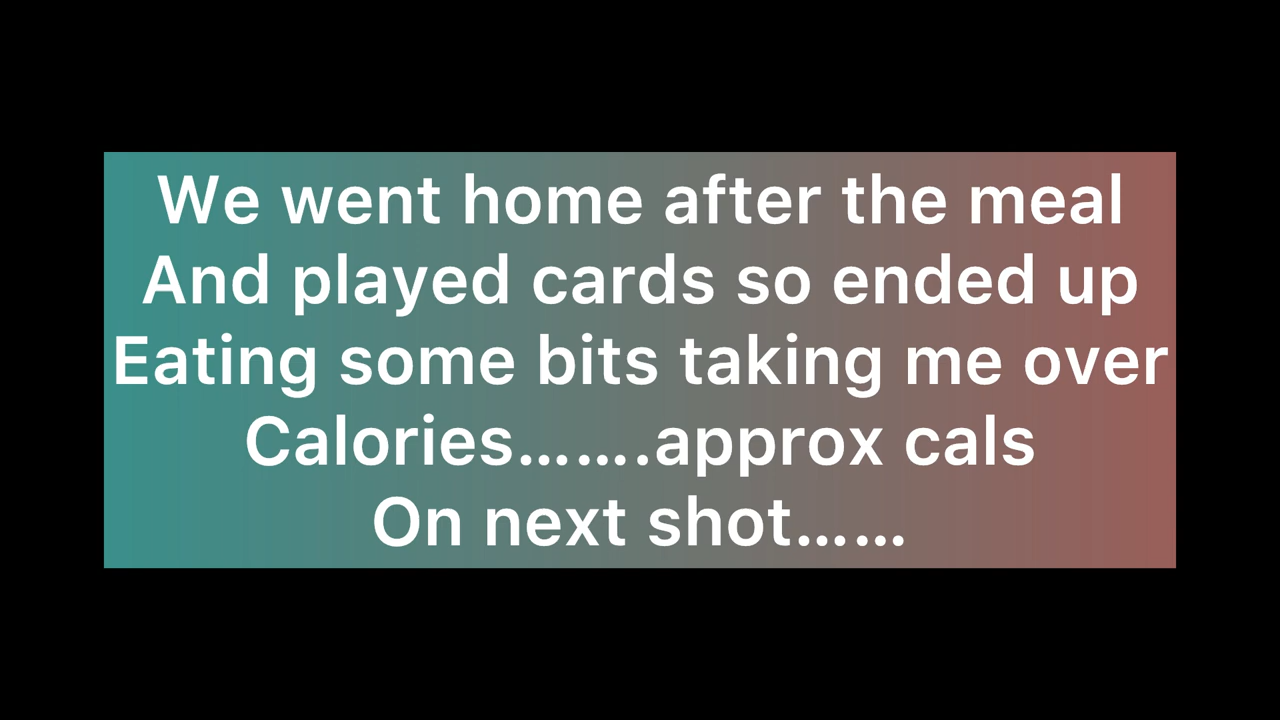 We went home after the meal
And played cards so ended up
Eating some bits taking me over
Calories…….approx cals
On next shot……